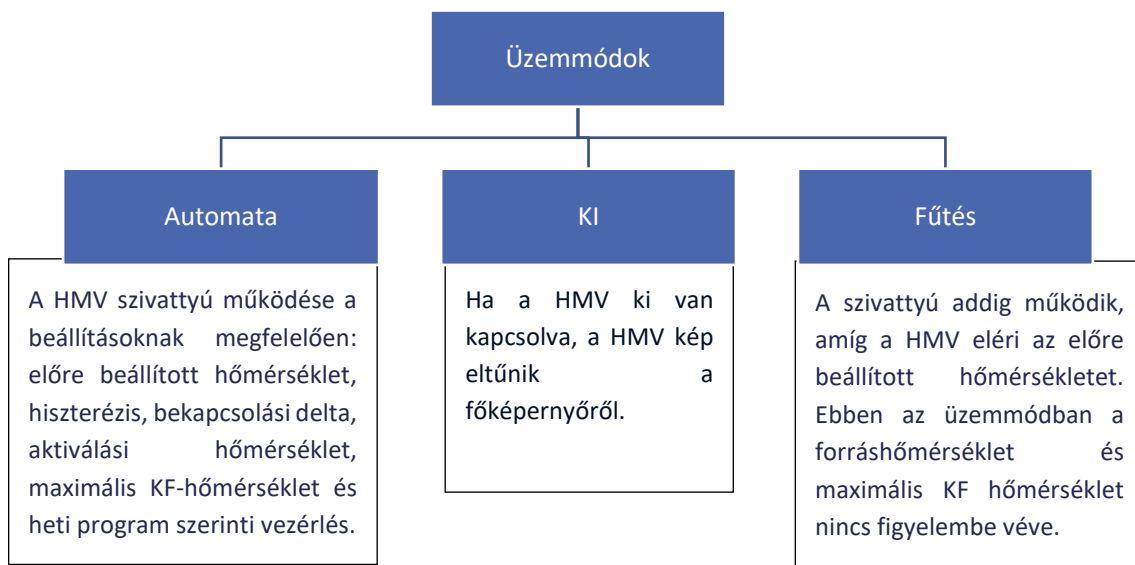 Üzemmódok
Automata
A HMV szivattyú működése a
beállításoknak megfelelően:
előre beállított hőmérséklet,
hiszterézis, bekapcsolási delta,
aktiválási hőmérséklet,
maximális KF-hőmérséklet és
heti program szerinti vezérlés.
KI
Ha a HMV ki van
kapcsolva, a HMV kép
eltűnik a
főképernyőről.
Fűtés
A szivattyú addig működik,
amíg a HMV eléri az előre
beállított hőmérsékletet.
Ebben az üzemmódban a
forráshőmérséklet és
maximális KF hőmérséklet
nincs figyelembe véve.